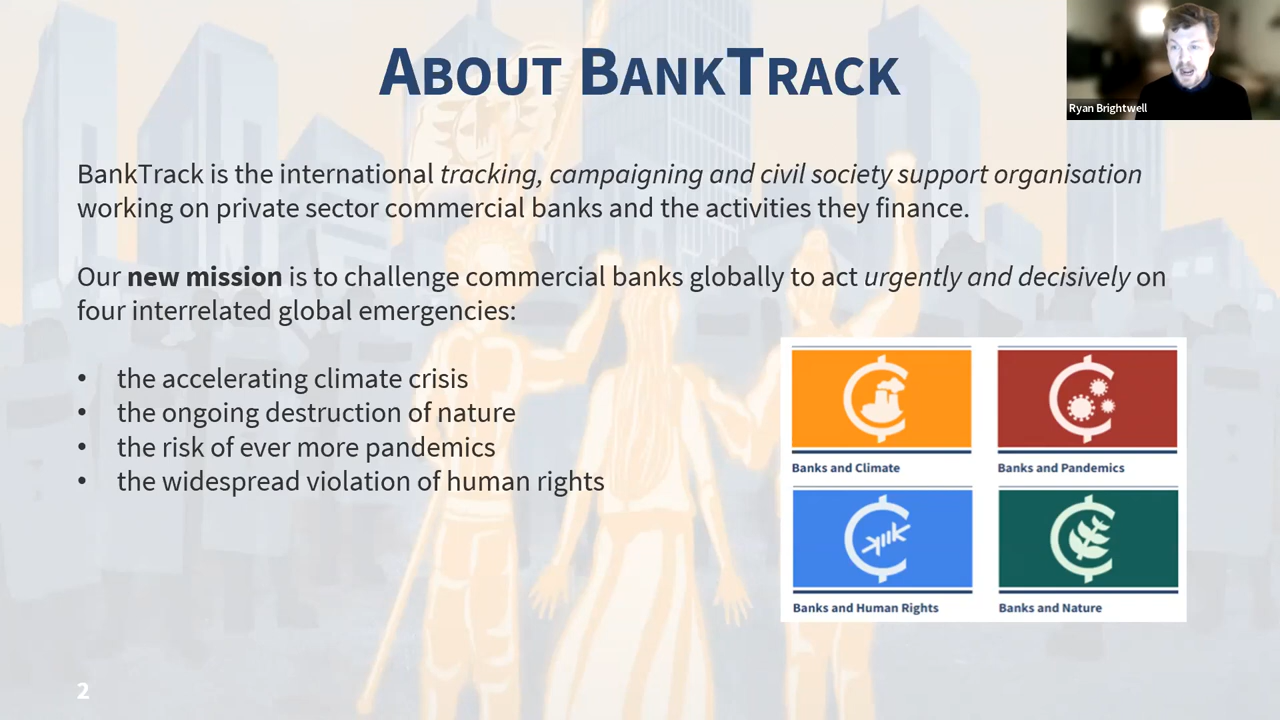 ABOUT BANKTRACK
Ryan Brightwell
BankTrack is the international tracking, campaigning and civil society support organisation
working on private sector commercial banks and the activities they finance.
Our new mission is to challenge commercial banks globally to act urgently and decisively on
four interrelated global emergencies:
• the accelerating climate crisis
• the ongoing destruction of nature
• the risk of ever more pandemics
• the widespread violation of human rights
Banks and Climate
Banks and Pandemics
Banks and Human Rights
Banks and Nature
2